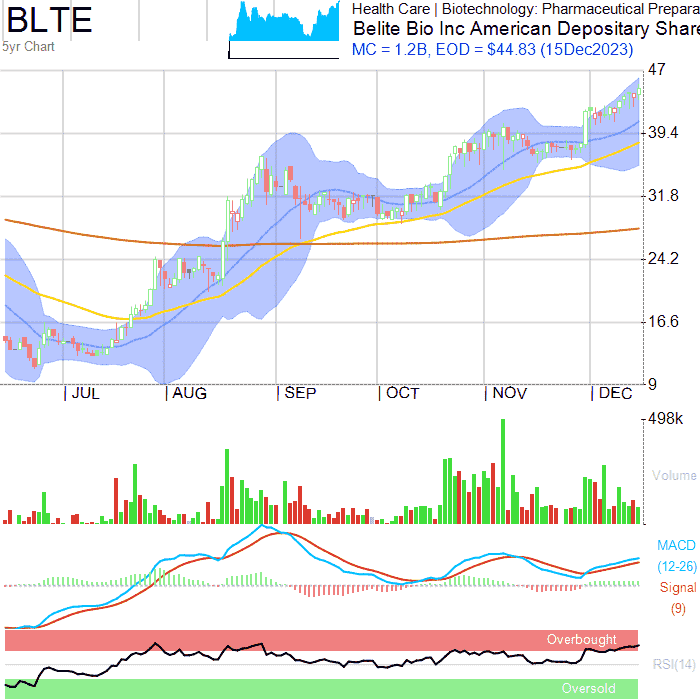 BLTE
5yr Chart
Health Care | Biotechnology: Pharmaceutical Prepara
Belite Bio Inc American Depositary Share
MC = 1.2B, EOD = $44.83 (15Dec2023)
47
39.4
31.8
24.2
16.6
9
JUL AUG SEP OCT NOV DEC
498k
Volume
MACD
(12-26)
Signal
(9)
Overbought
RSI(14)
Oversold